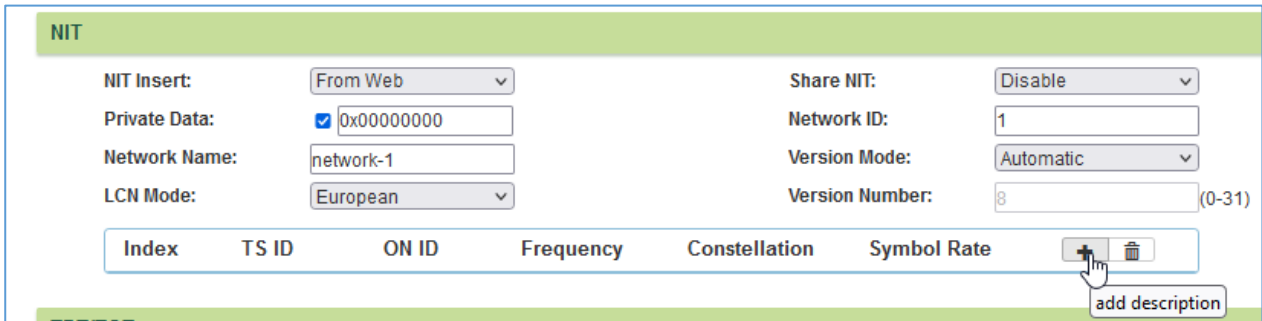 NIT
NIT Insert: From Web Share NIT: Disable
Private Data: 0x00000000 Network ID: 1
Network Name: network-1 Version Mode: Automatic
LCN Mode: European Version Number: 8 (0-31)
Index TS ID ON ID Frequency Constellation Symbol Rate
add description